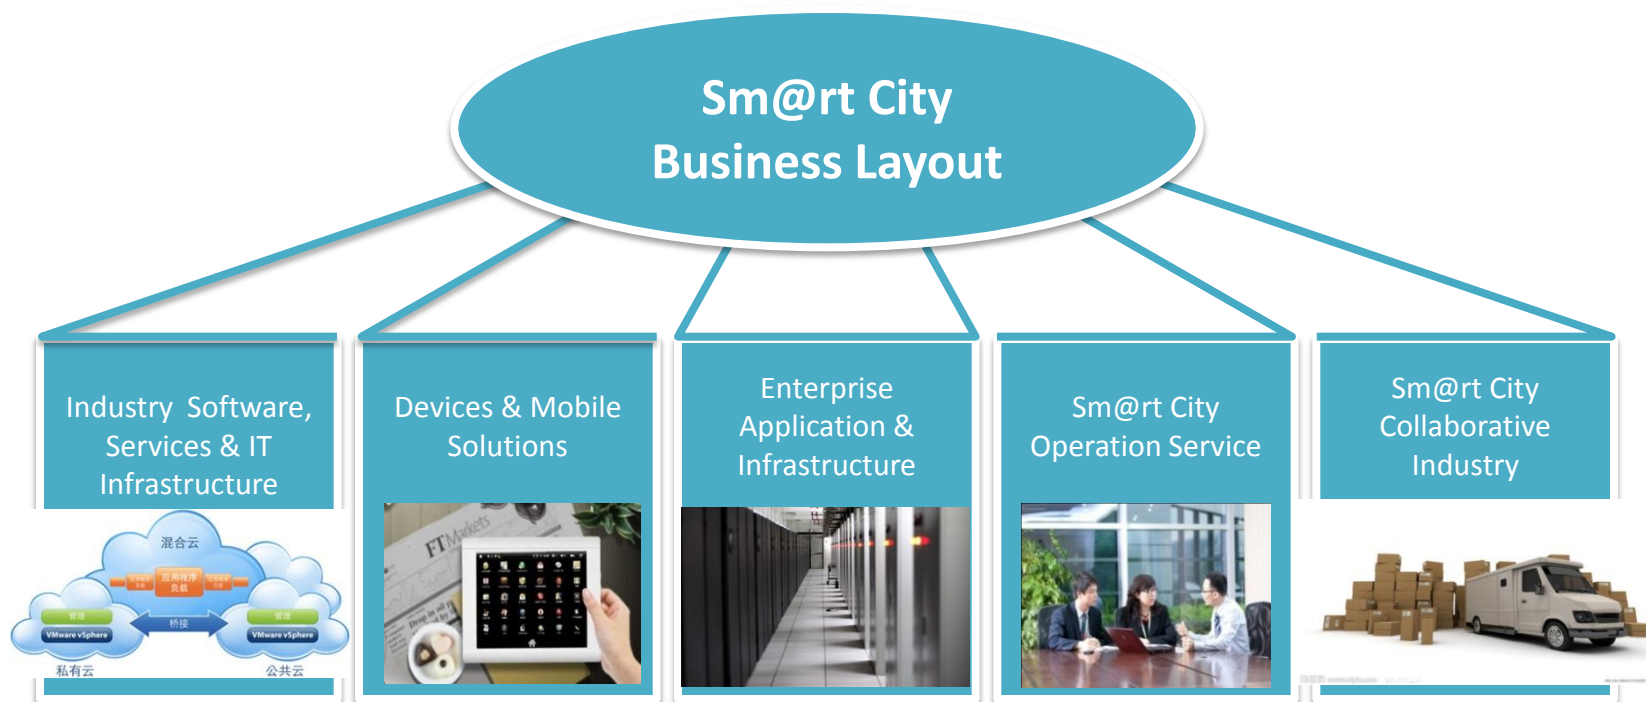 Sm@rt City
Business Layout
Industry Software,
Services & IT
Infrastructure
Devices & Mobile
Solutions
Enterprise
Application &
Infrastructure
Sm@rt City
Operation Service
Sm@rt City
Collaborative
Industry
混合云
应用程序
负载
管理
管理
VMware vSphere
桥接
VMware vSphere
私有云
公共云
FTMarkets